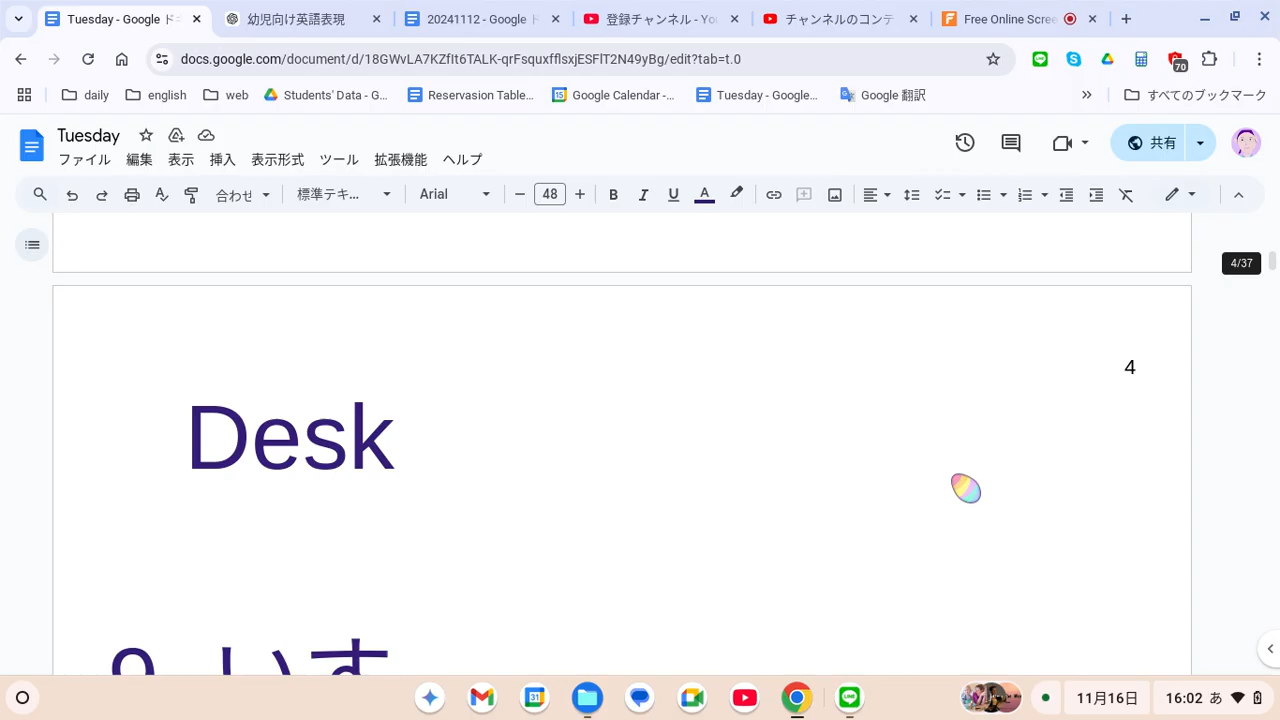 Tuesday - Google ドキ
幼児向け英語表現
20241112 - Google ド
登録チャンネル - You
チャンネルのコンテ
Free Online Scree
docs.google.com/document/d/
/edit?tab=t.0
70
daily
english
web
Students' Data - G...
Reservasion Table...
Google Calendar -...
Tuesday - Google...
Google 翻訳
すべてのブックマーク
Tuesday
ファイル 編集 表示 挿入 表示形式 ツール 拡張機能 ヘルプ
共有
合わせ
標準テキ...
Arial
48
B I U A
4/37
4
Desk
9. いす
31
11月16日
16:02 あ